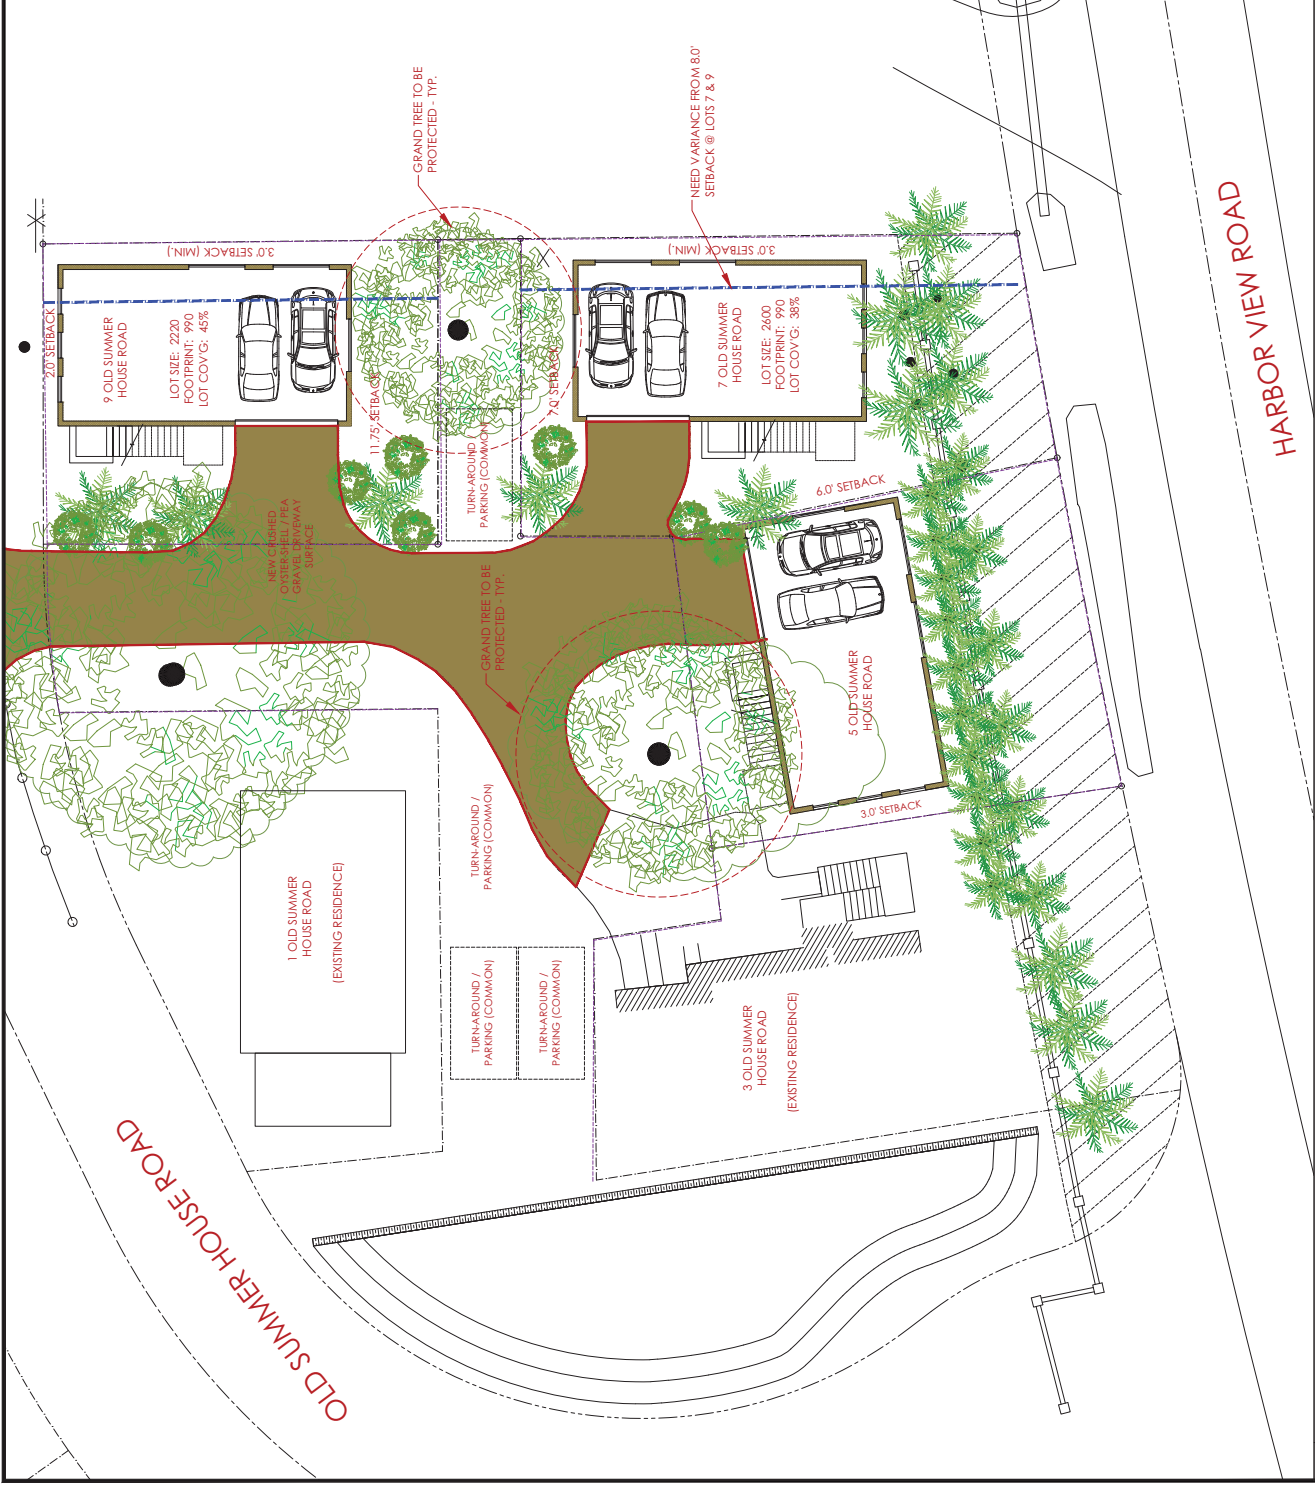 GRAND TREE TO BE
PROTECTED - TYP.
NEED VARIANCE FROM 8.0'
SETBACK @ LOTS 7 & 9
3.0' SETBACK (MIN.)
3.0' SETBACK (MIN.)
2.0' SETBACK
9 OLD SUMMER
HOUSE ROAD
LOT SIZE: 2220
FOOTPRINT: 990
LOT COV'G: 45%
11.75' SETBACK
7.0' SETBACK
7 OLD SUMMER
HOUSE ROAD
LOT SIZE: 2600
FOOTPRINT: 990
LOT COV'G: 38%
HARBOR VIEW ROAD
TURN-AROUND /
PARKING (COMMON)
6.0' SETBACK
NEW CRUSHED
OYSTER-SHELL / PEA
GRAVEL DRIVEWAY
SURFACE
GRAND TREE TO BE
PROTECTED - TYP.
5 OLD SUMMER
HOUSE ROAD
3.0' SETBACK
TURN-AROUND /
PARKING (COMMON)
1 OLD SUMMER
HOUSE ROAD
(EXISTING RESIDENCE)
TURN-AROUND /
PARKING (COMMON)
TURN-AROUND /
PARKING (COMMON)
3 OLD SUMMER
HOUSE ROAD
(EXISTING RESIDENCE)
OLD SUMMER HOUSE ROAD